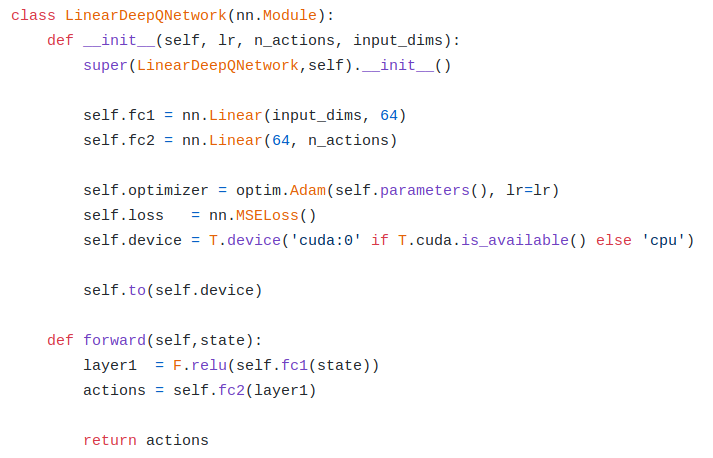 class LinearDeepQNetwork(nn.Module):
    def __init__(self, lr, n_actions, input_dims):
        super(LinearDeepQNetwork,self).__init__()

        self.fc1 = nn.Linear(input_dims, 64)
        self.fc2 = nn.Linear(64, n_actions)

        self.optimizer = optim.Adam(self.parameters(), lr=lr)
        self.loss   = nn.MSELoss()
        self.device = T.device('cuda:0' if T.cuda.is_available() else 'cpu')

        self.to(self.device)

    def forward(self,state):
        layer1  = F.relu(self.fc1(state))
        actions = self.fc2(layer1)

        return actions